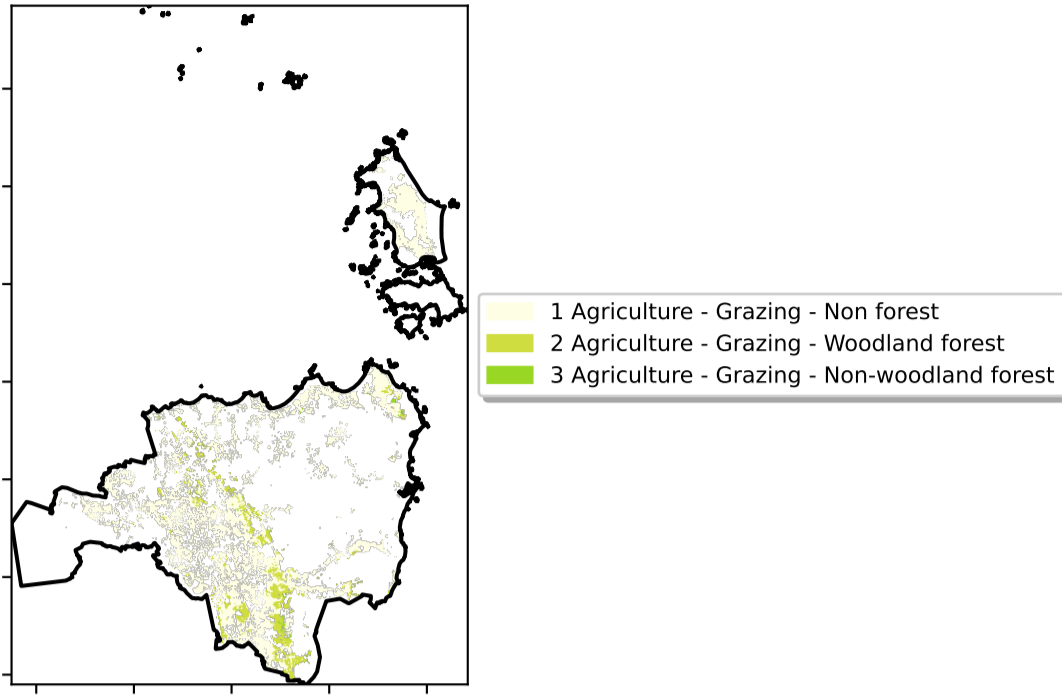 1 Agriculture - Grazing - Non forest
2 Agriculture - Grazing - Woodland forest
3 Agriculture - Grazing - Non-woodland forest